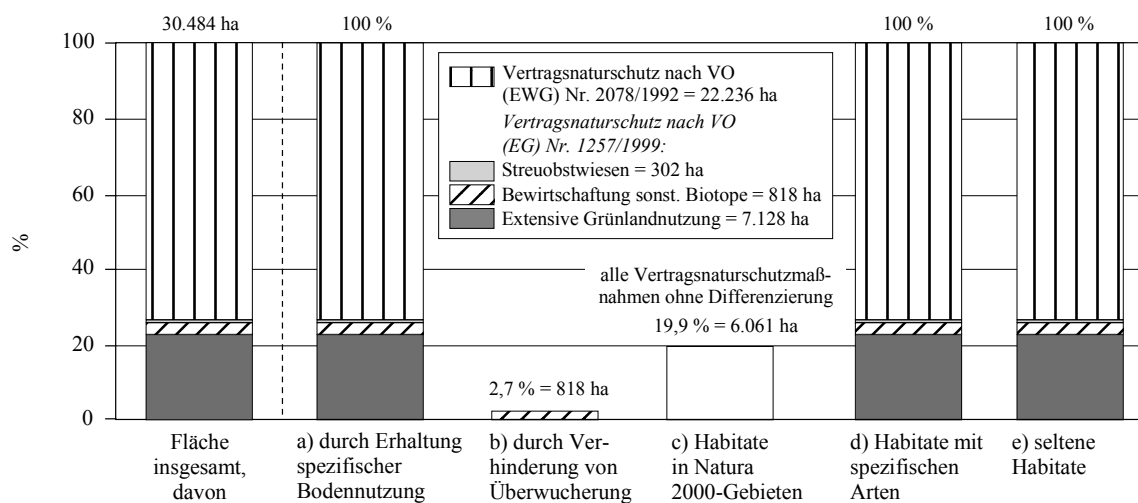 30.484 ha
100 %
100 %
100 %
%
100
80
60
40
20
0
Vertragsnaturschutz nach VO
(EWG) Nr. 2078/1992 = 22.236 ha
Vertragsnaturschutz nach VO
(EG) Nr. 1257/1999:
Streuobstwiesen = 302 ha
Bewirtschaftung sonst. Biotope = 818 ha
Extensive Grünlandnutzung = 7.128 ha
alle Vertragsnaturschutzmaß-
nahmen ohne Differenzierung
19,9 % = 6.061 ha
2,7 % = 818 ha
Fläche
insgesamt,
davon
a) durch Erhaltung
spezifischer
Bodennutzung
b) durch Ver-
hinderung von
Überwucherung
c) Habitate
in Natura
2000-Gebieten
d) Habitate mit
spezifischen
Arten
e) seltene
Habitate